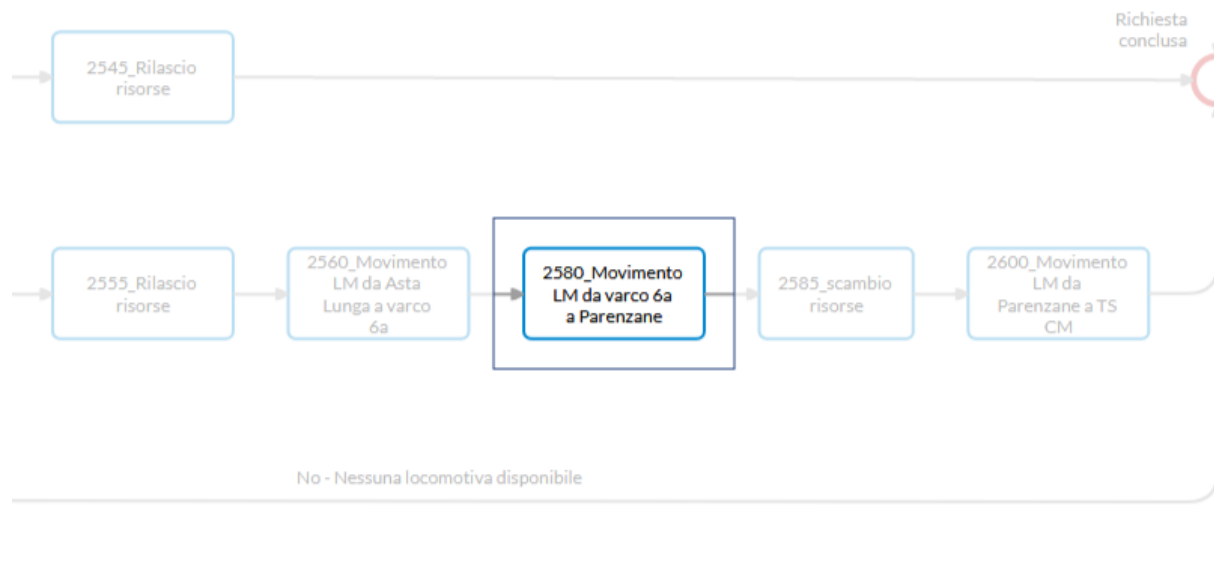 Richiesta
conclusa
2545_Rilascio
risorse
2555_Rilascio
risorse
2560_Movimento
LM da Asta
Lunga a varco
6a
2580_Movimento
LM da varco 6a
a Parenzane
2585_scambio
risorse
2600_Movimento
LM da
Parenzane a TS
CM
No - Nessuna locomotiva disponibile